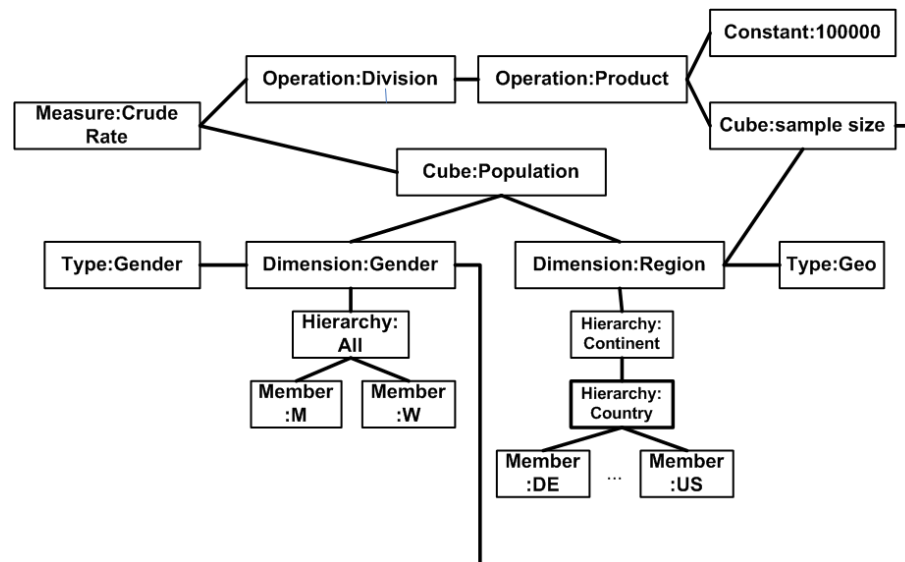 Constant:100000
Operation:Division
Operation:Product
Measure:Crude
Rate
Cube:sample size
Cube:Population
Type:Gender
Dimension:Gender
Dimension:Region
Type:Geo
Hierarchy:
All
Hierarchy:
Continent
Member
:M
Member
:W
Hierarchy:
Country
Member
:DE
...
Member
:US